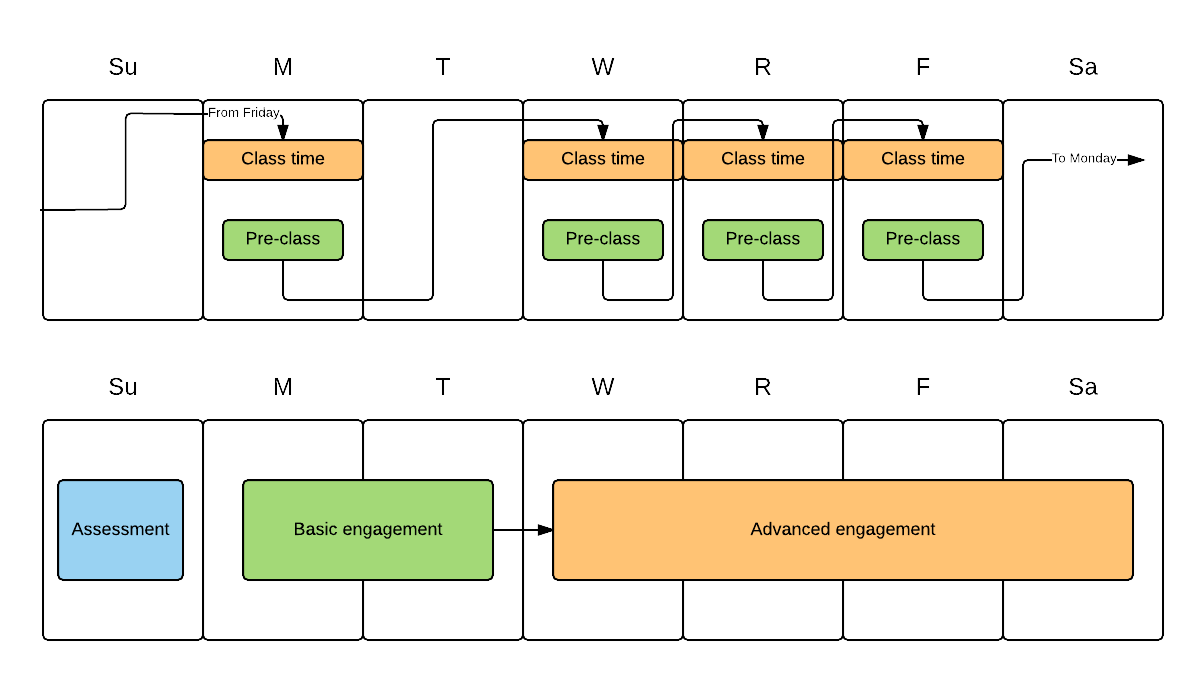 Su M T W R F Sa
From Friday
Class time Class time Class time Class time
To Monday
Pre-class Pre-class Pre-class Pre-class
Su M T W R F Sa
Assessment Basic engagement Advanced engagement